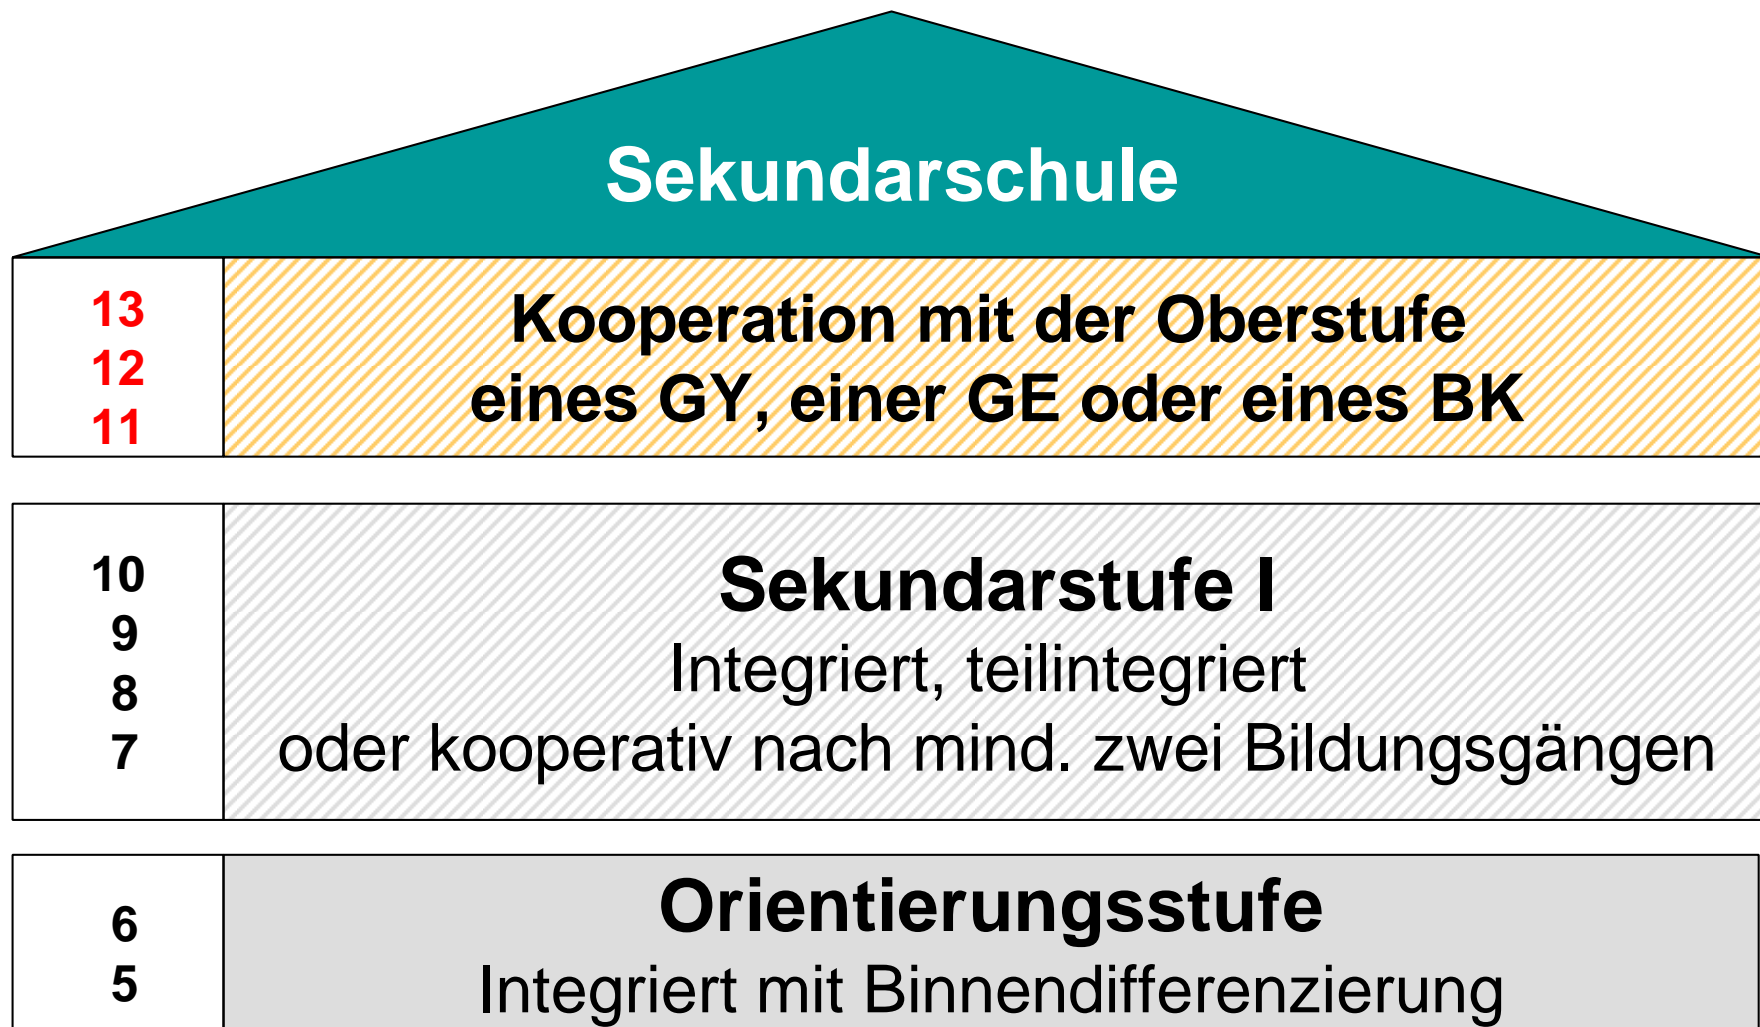 Sekundarschule
13
12
11
Kooperation mit der Oberstufe
eines GY, einer GE oder eines BK
10
9
8
7
Sekundarstufe I
Integriert, teilintegriert
oder kooperativ nach mind. zwei Bildungsgängen
6
5
Orientierungsstufe
Integriert mit Binnendifferenzierung